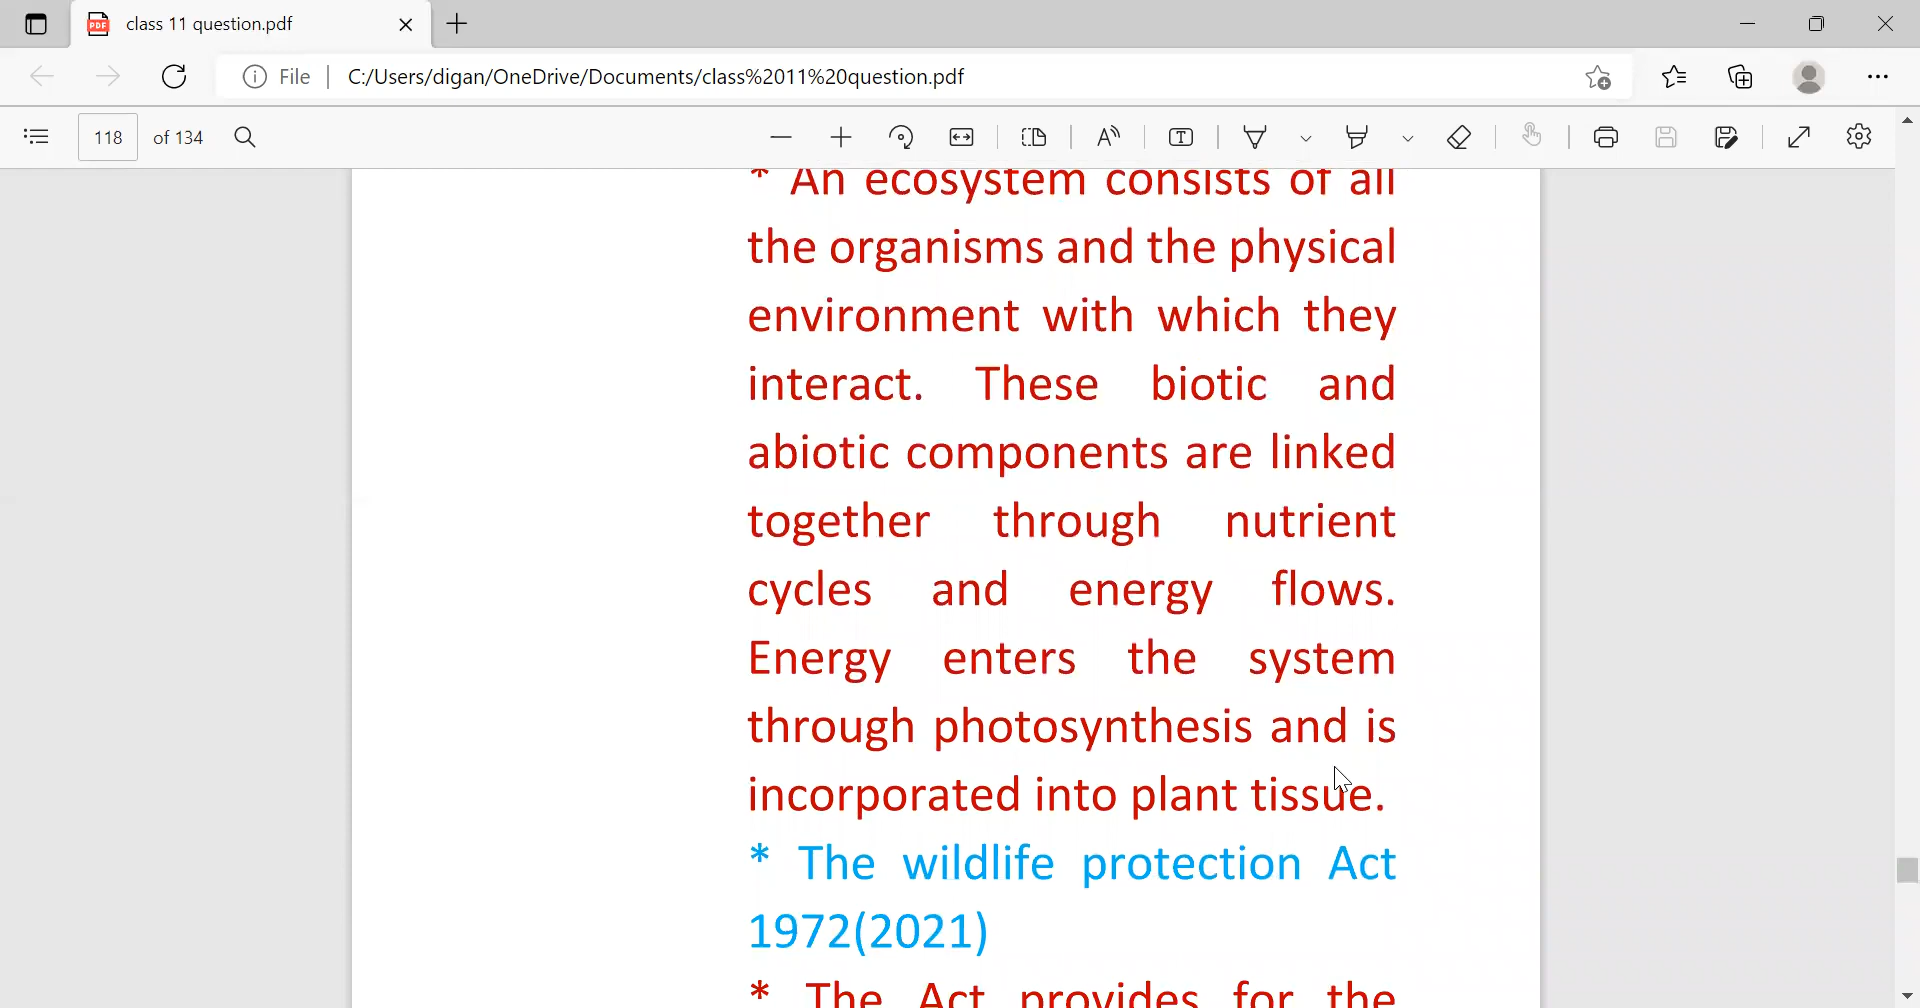 class 11 question.pdf
File
C:/Users/digan/OneDrive/Documents/class%2011%20question.pdf
118 of 134
* An ecosystem consists of all
the organisms and the physical
environment with which they
interact. These biotic and
abiotic components are linked
together through nutrient
cycles and energy flows.
Energy enters the system
through photosynthesis and is
incorporated into plant tissue.
* The wildlife protection Act
1972(2021)
* The Act provides for the